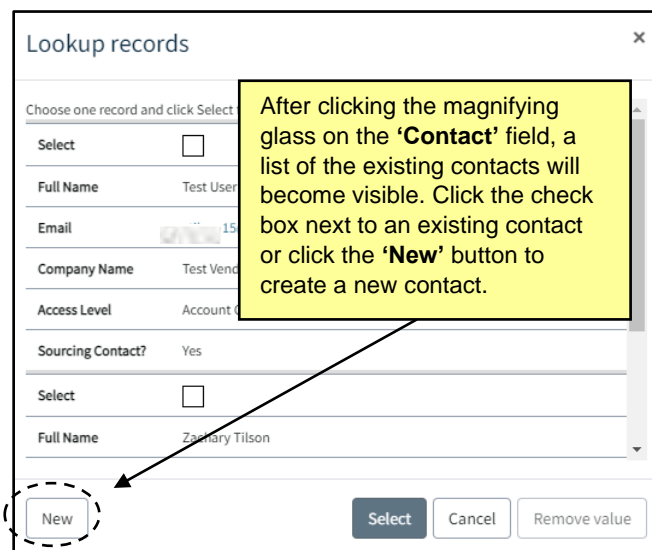 Lookup records ×
Choose one record and click Select
After clicking the magnifying
glass on the ‘Contact’ field, a
list of the existing contacts will
become visible. Click the check
box next to an existing contact
or click the ‘New’ button to
create a new contact.
Select
Full Name Test User
Email 15
Company Name Test Vend
Access Level Account
Sourcing Contact? Yes
Select
Full Name Zachary Tilson
New Select Cancel Remove value